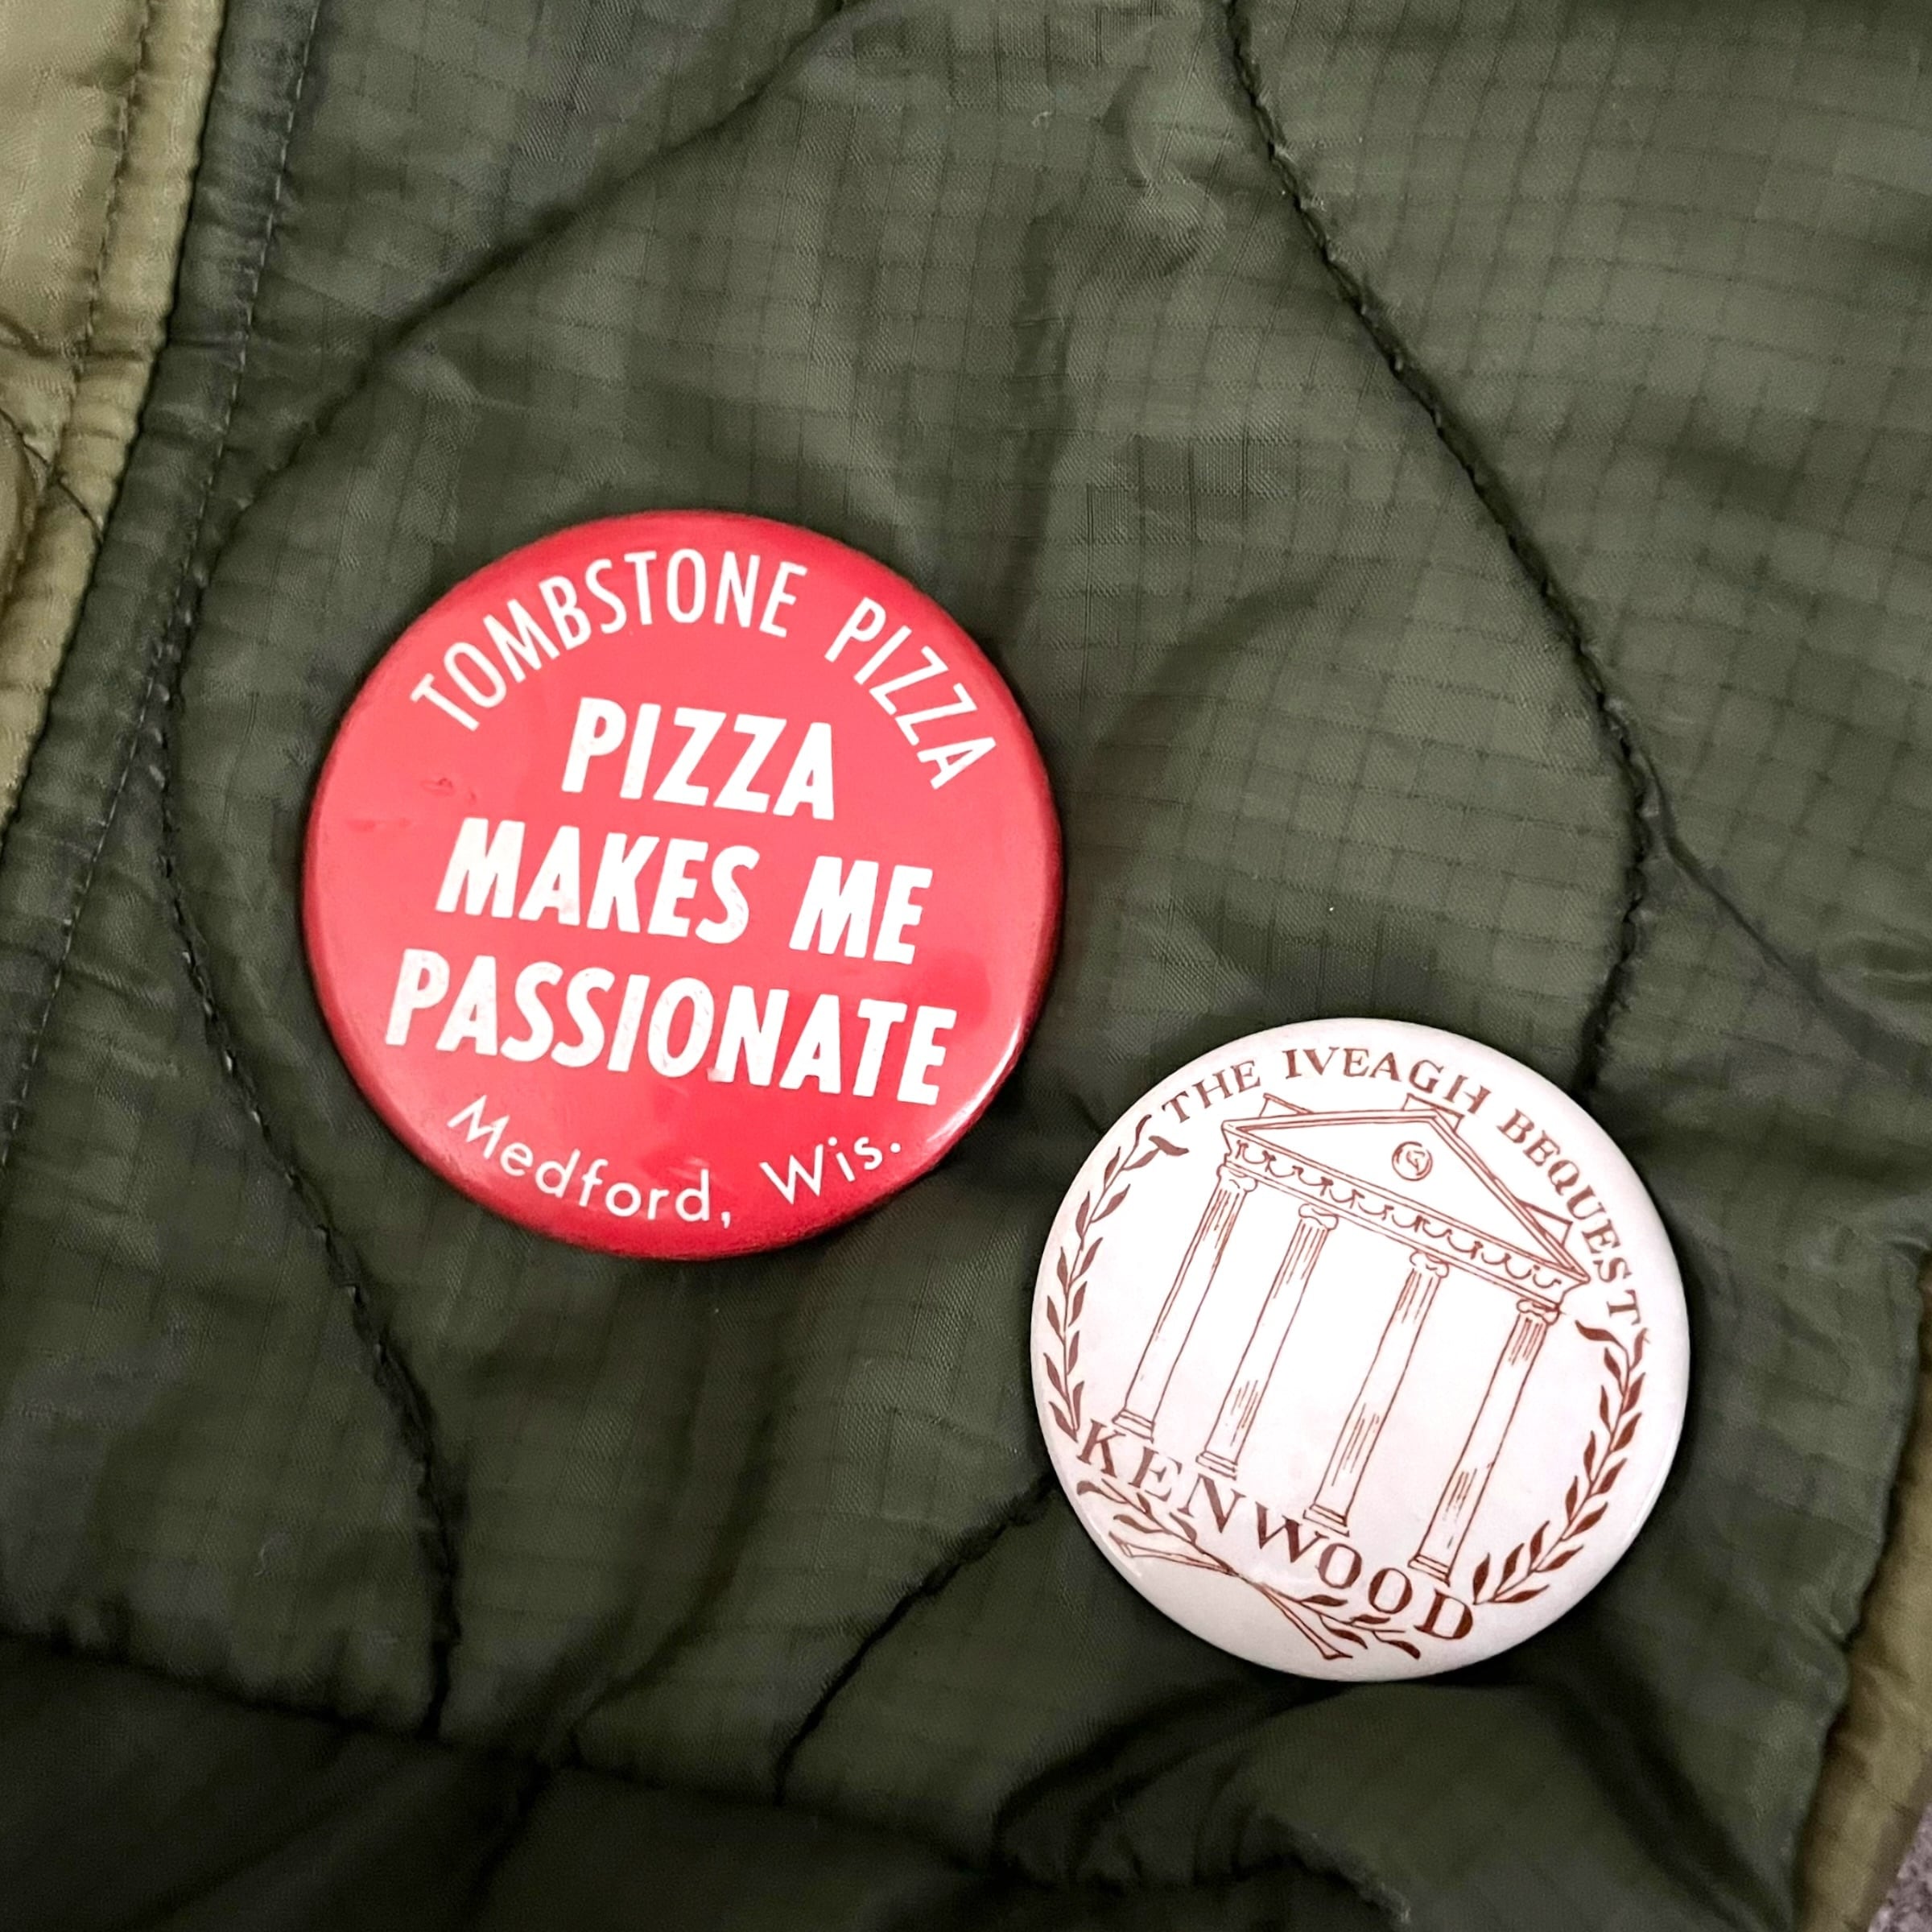 TOMBSTONE PIZZA
PIZZA
MAKES ME
PASSIONATE
Medford, Wis.
THE IVEAGH BEQUEST
KENWOOD